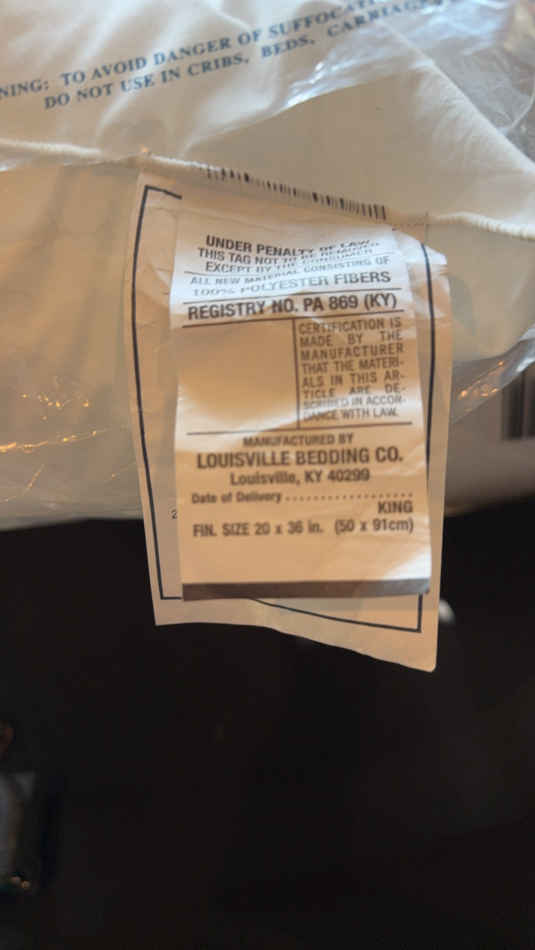 NING: TO AVOID DANGER OF SUFFOCATI
DO NOT USE IN CRIBS, BEDS, CARRIAG
UNDER PENALTY OF LAW
THIS TAG NOT TO BE REMOVED
EXCEPT BY THE CONSUMER
ALL NEW MATERIAL CONSISTING OF
100% POLYESTER FIBERS
REGISTRY NO. PA 869 (KY)
CERTIFICATION IS
MADE BY THE
MANUFACTURER
THAT THE MATERI-
ALS IN THIS AR-
TICLE ARE DE-
SCRIBED IN ACCOR-
DANCE WITH LAW.
MANUFACTURED BY
LOUISVILLE BEDDING CO.
Louisville, KY 40299
Date of Delivery ..................
2
KING
FIN. SIZE 20 x 36 in. (50 x 91cm)